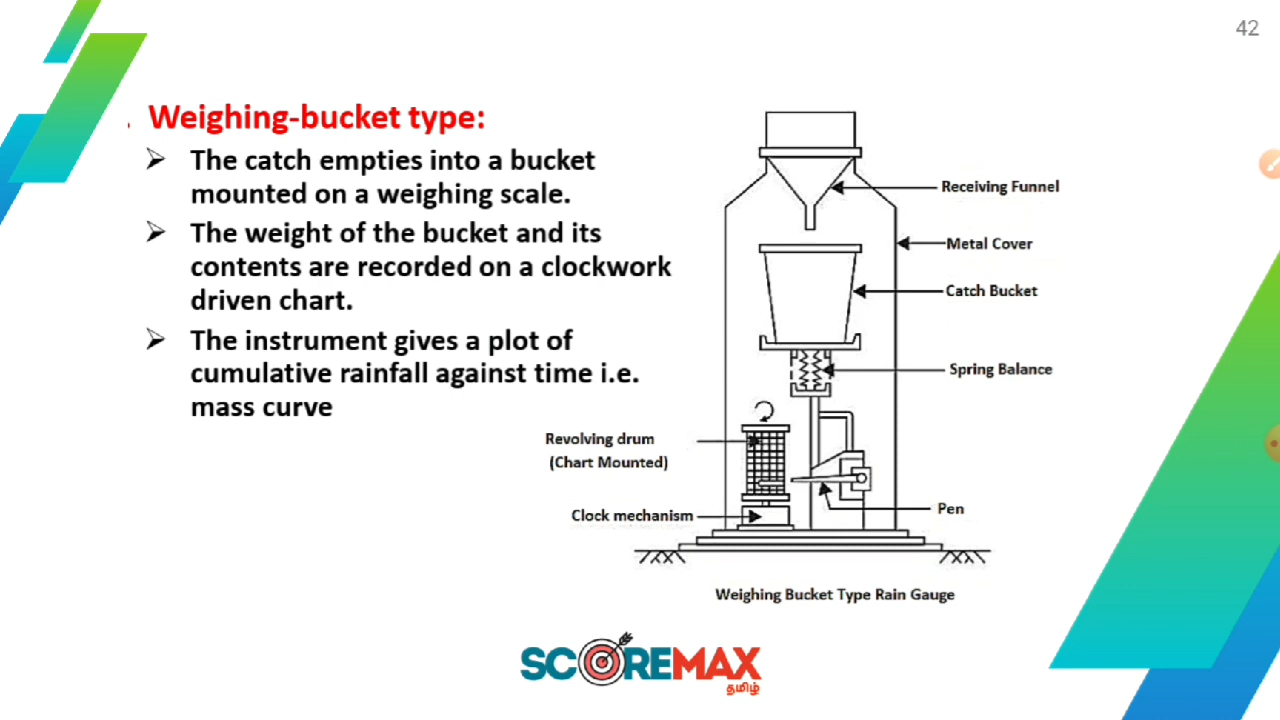 42
. Weighing-bucket type:
➢ The catch empties into a bucket
mounted on a weighing scale.
➢ The weight of the bucket and its
contents are recorded on a clockwork
driven chart.
➢ The instrument gives a plot of
cumulative rainfall against time i.e.
mass curve
Receiving Funnel
Metal Cover
Catch Bucket
Spring Balance
Revolving drum
(Chart Mounted)
Clock mechanism
Pen
Weighing Bucket Type Rain Gauge
SCOREMAX
தமிழ்